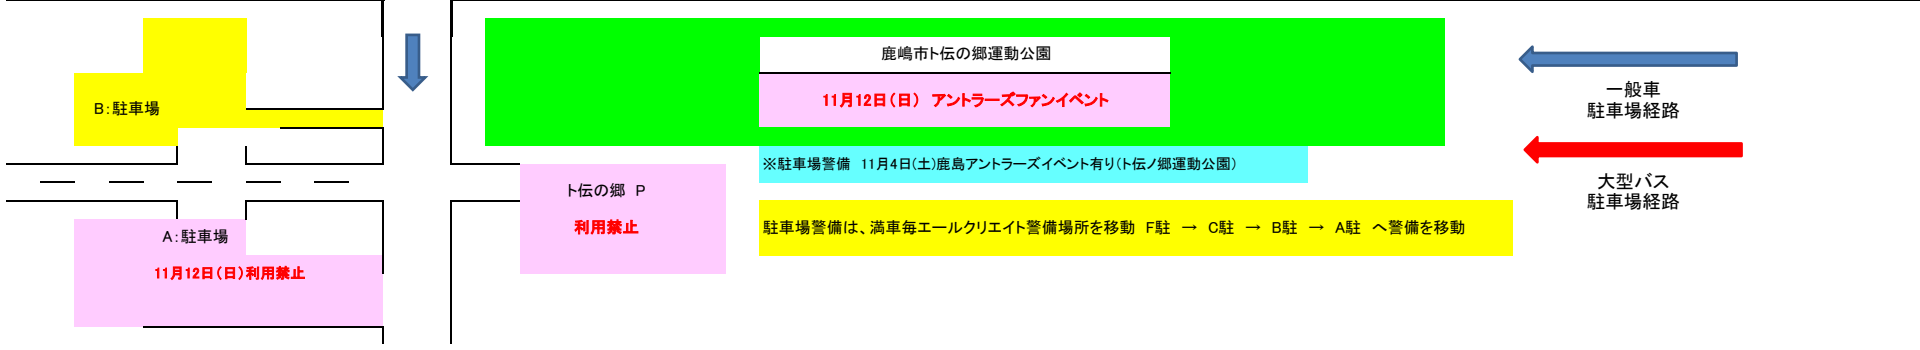 鹿嶋市ト伝の郷運動公園
11月12日(日) アントラーズファンイベント
一般車
駐車場経路
B:駐車場
※駐車場警備 11月4日(土)鹿島アントラーズイベント有り(ト伝ノ郷運動公園)
大型バス
駐車場経路
ト伝の郷 P
利用禁止
駐車場警備は、満車毎エールクリエイト警備場所を移動 F駐 → C駐 → B駐 → A駐 へ警備を移動
A:駐車場
11月12日(日)利用禁止